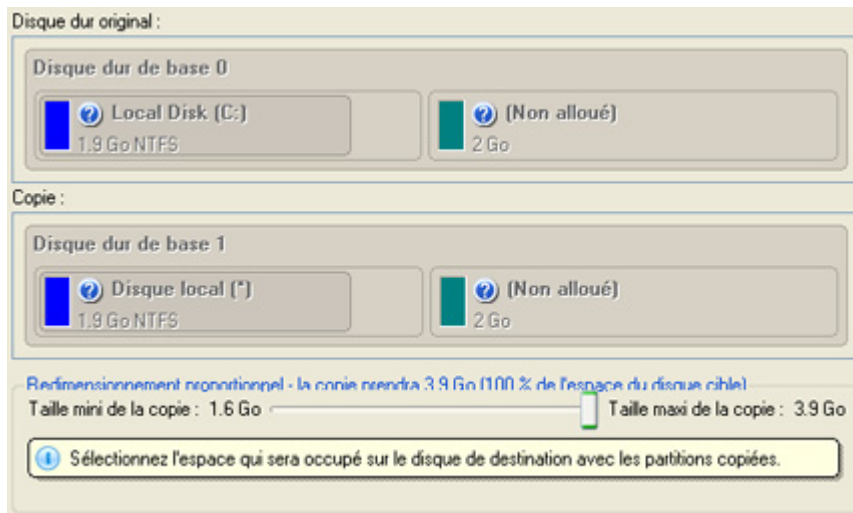 Disque dur original :
Disque dur de base 0
Local Disk (C:)
1.9 Go NTFS
(Non alloué)
2 Go
Copie :
Disque dur de base 1
Disque local (*)
1.9 Go NTFS
(Non alloué)
2 Go
Redimensionnement proportionnel - la copie prendra 3.9 Go (100 % de l'espace du disque cible)
Taille mini de la copie : 1.6 Go Taille maxi de la copie : 3.9 Go
Sélectionnez l'espace qui sera occupé sur le disque de destination avec les partitions copiées.